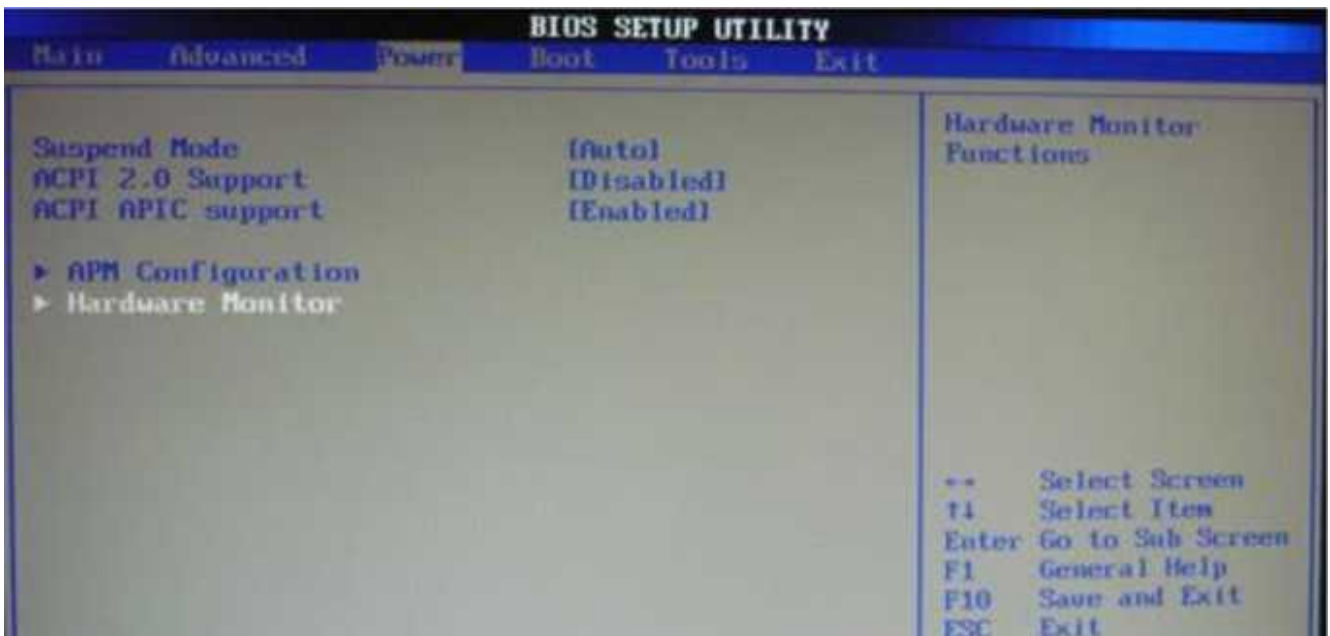 BIOS SETUP UTILITY
Main Advanced Power Boot Tools Exit
Suspend Mode [Auto]
ACPI 2.0 Support [Disabled]
ACPI APIC support [Enabled]
▶ APM Configuration
▶ Hardware Monitor
Hardware Monitor
Functions
←→ Select Screen
↑↓ Select Item
Enter Go to Sub Screen
F1 General Help
F10 Save and Exit
ESC Exit